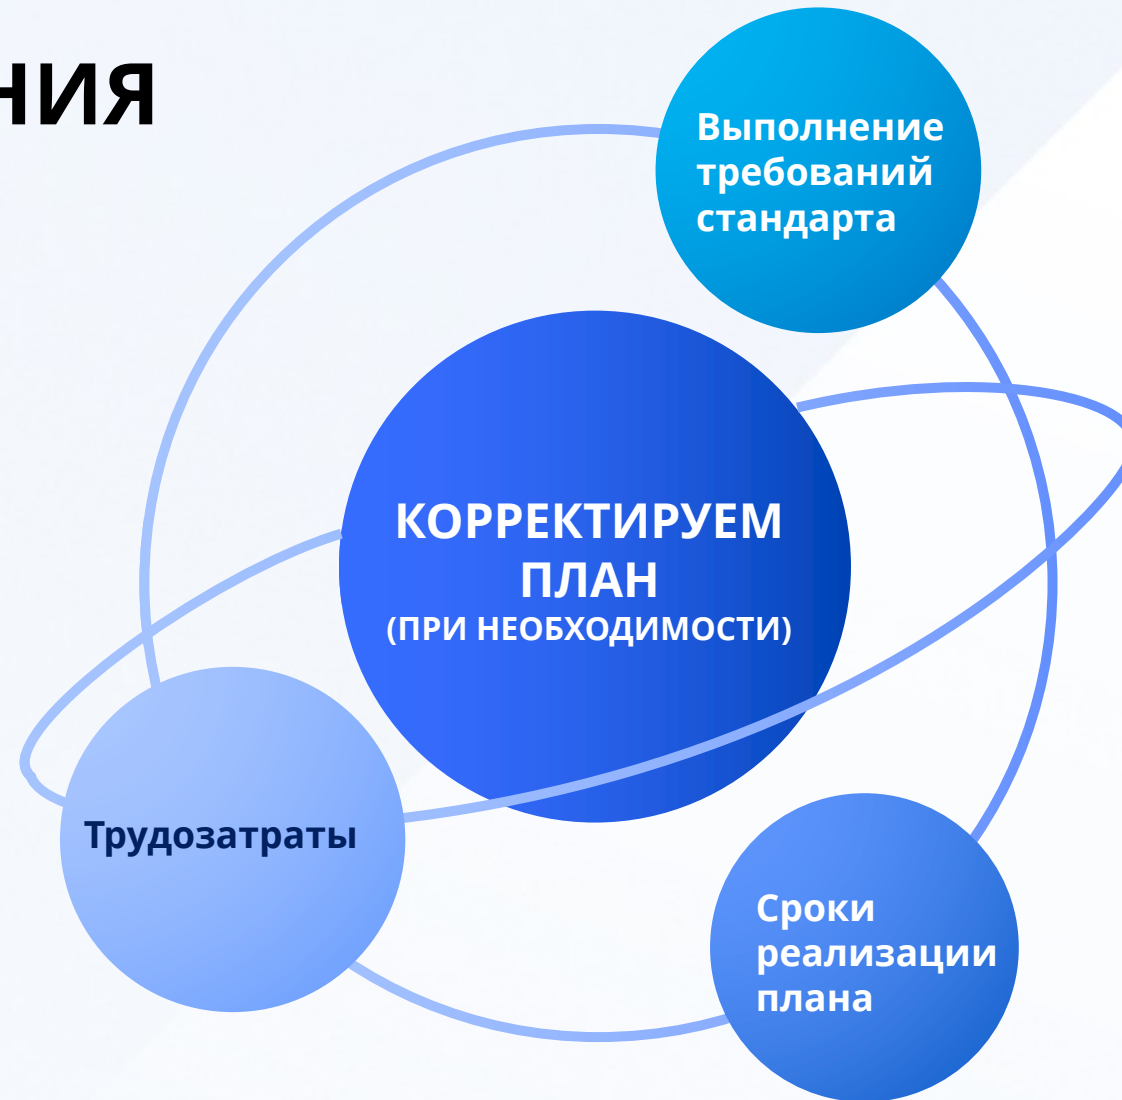 НИЯ
Выполнение
требований
стандарта
КОРРЕКТИРУЕМ
ПЛАН
(ПРИ НЕОБХОДИМОСТИ)
Трудозатраты
Сроки
реализации
плана